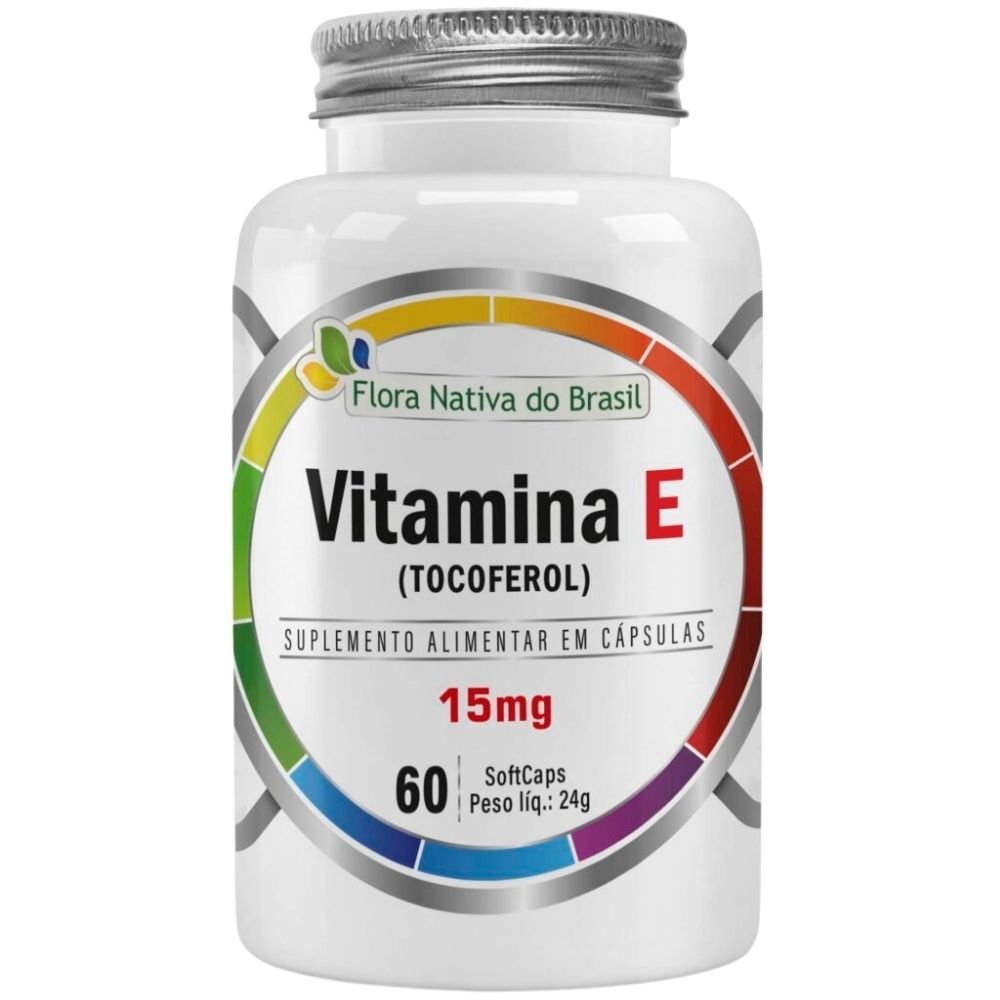 Flora Nativa do Brasil
Vitamina E
(TOCOFEROL)
SUPLEMENTO ALIMENTAR EM CÁPSULAS
15mg
60 SoftCaps
Peso líq.: 24g